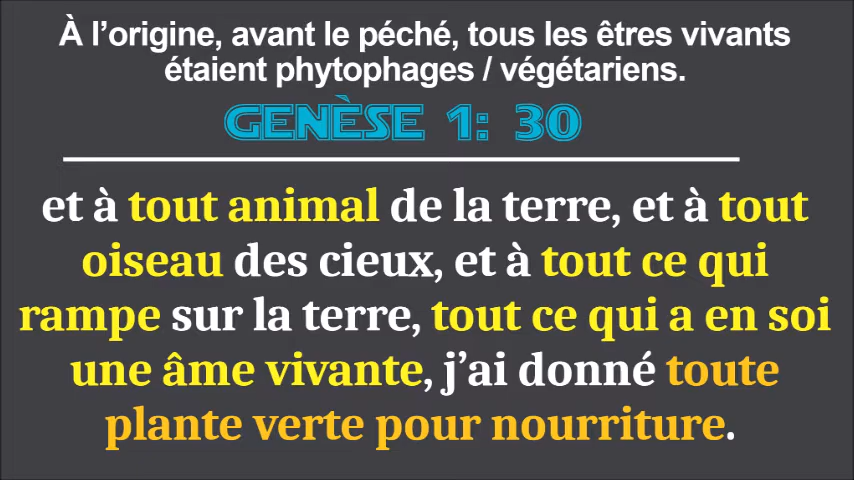 À l’origine, avant le péché, tous les êtres vivants
étaient phytophages / végétariens.
GENÈSE 1: 30
et à tout animal de la terre, et à tout
oiseau des cieux, et à tout ce qui
rampe sur la terre, tout ce qui a en soi
une âme vivante, j’ai donné toute
plante verte pour nourriture.